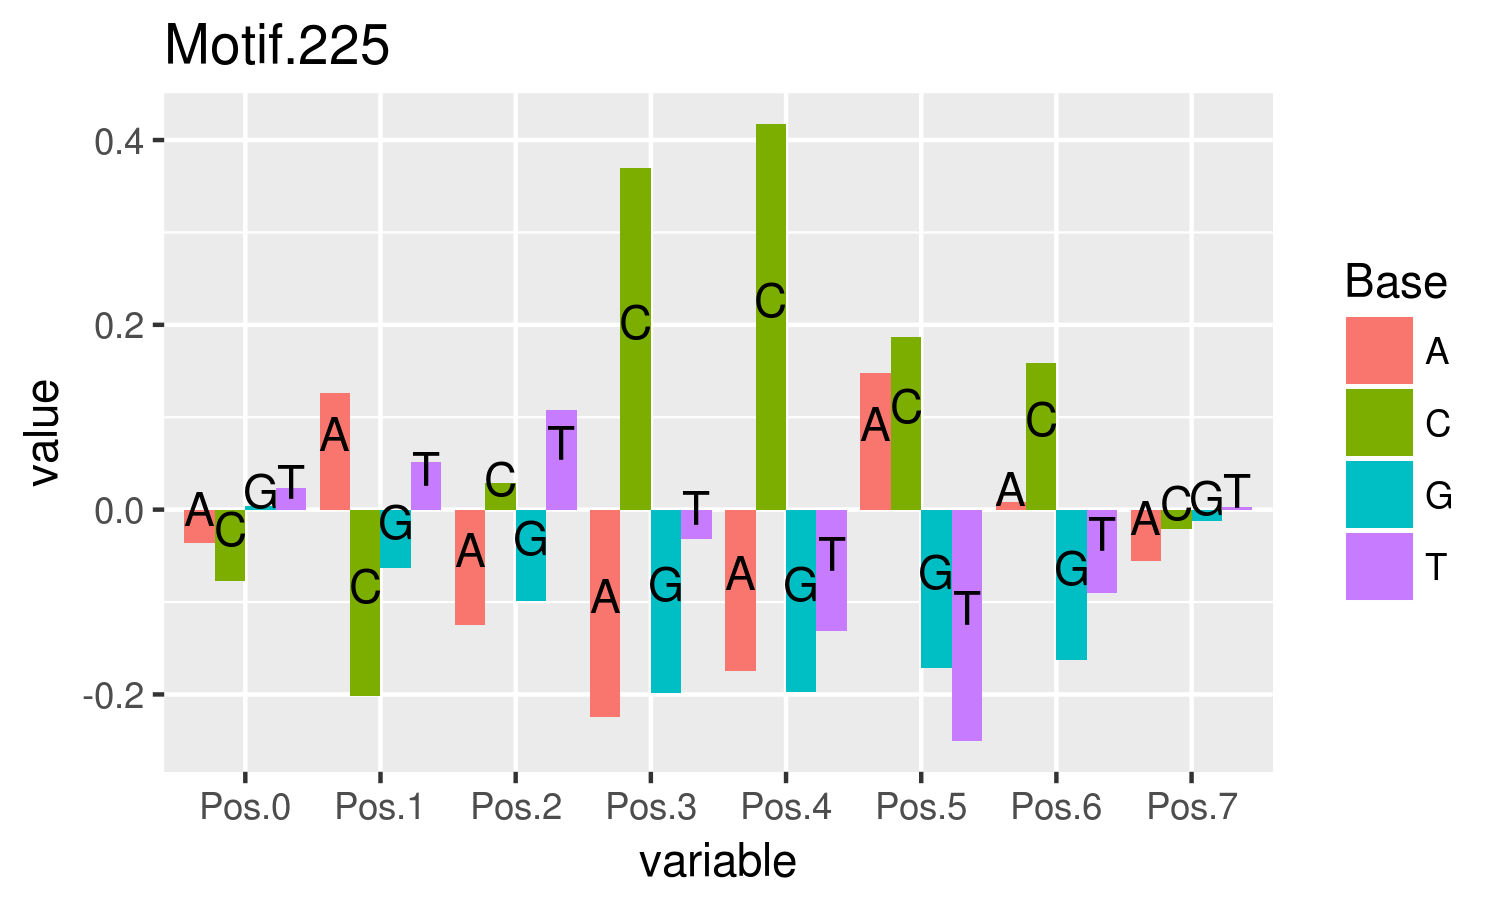 Motif.225
0.4
0.2
0.0
-0.2
value
A C G T
A C G T
A C G T
A C G T
A C G T
A C G T
A C G T
A C G T
Pos.0 Pos.1 Pos.2 Pos.3 Pos.4 Pos.5 Pos.6 Pos.7
variable
Base
A
C
G
T